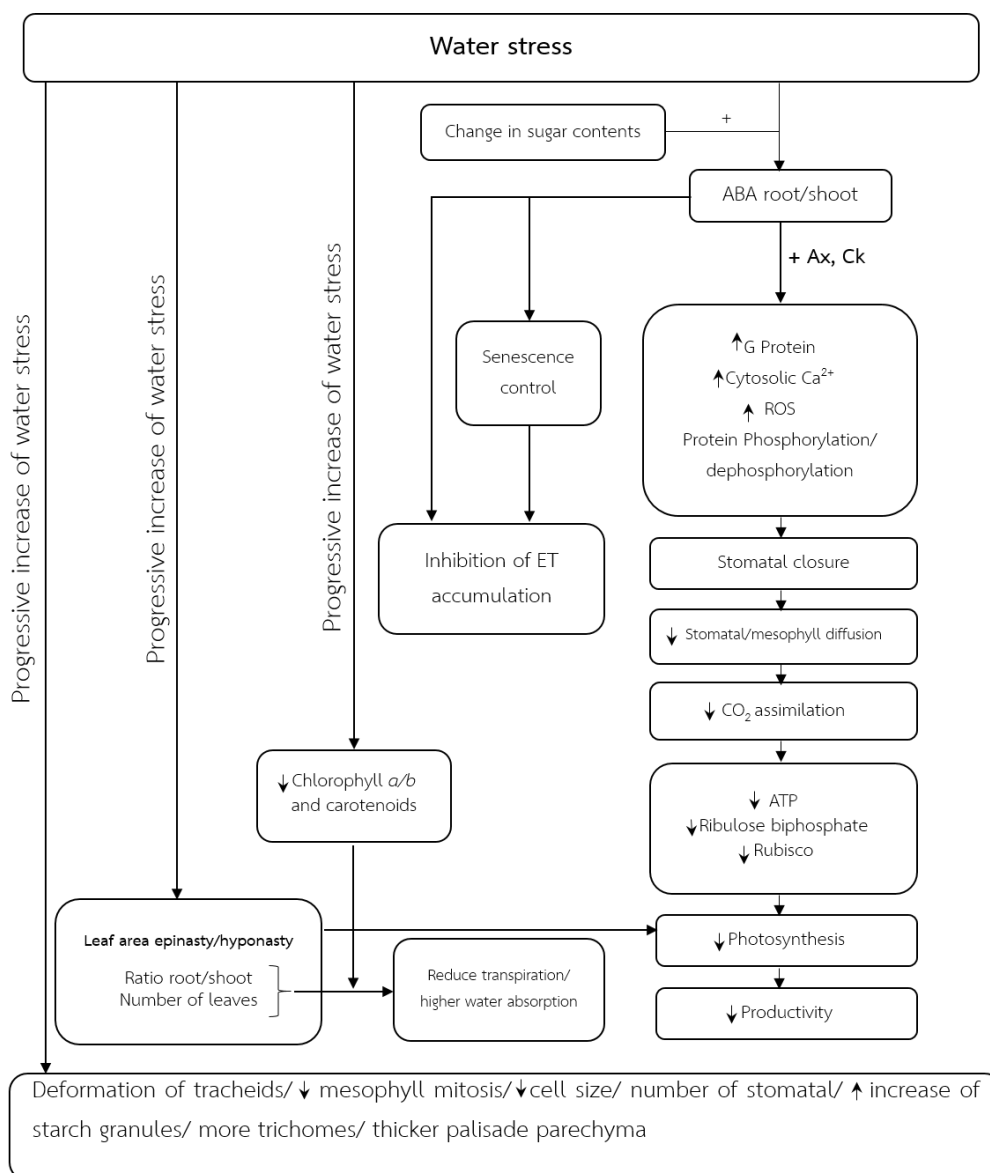 Water stress
Change in sugar contents
+
ABA root/shoot
+ Ax, Ck
Progressive increase of water stress
Progressive increase of water stress
Progressive increase of water stress
↑G Protein
↑Cytosolic Ca²⁺
↑ ROS
Protein Phosphorylation/
dephosphorylation
Senescence
control
Inhibition of ET
accumulation
Stomatal closure
↓ Stomatal/mesophyll diffusion
↓ CO₂ assimilation
↓ Chlorophyll a/b
and carotenoids
↓ ATP
↓Ribulose biphosphate
↓ Rubisco
Leaf area epinasty/hyponasty
Ratio root/shoot
Number of leaves
Reduce transpiration/
higher water absorption
↓Photosynthesis
↓Productivity
Deformation of tracheids/ ↓ mesophyll mitosis/ ↓cell size/ number of stomatal/ ↑ increase of
starch granules/ more trichomes/ thicker palisade parechyma